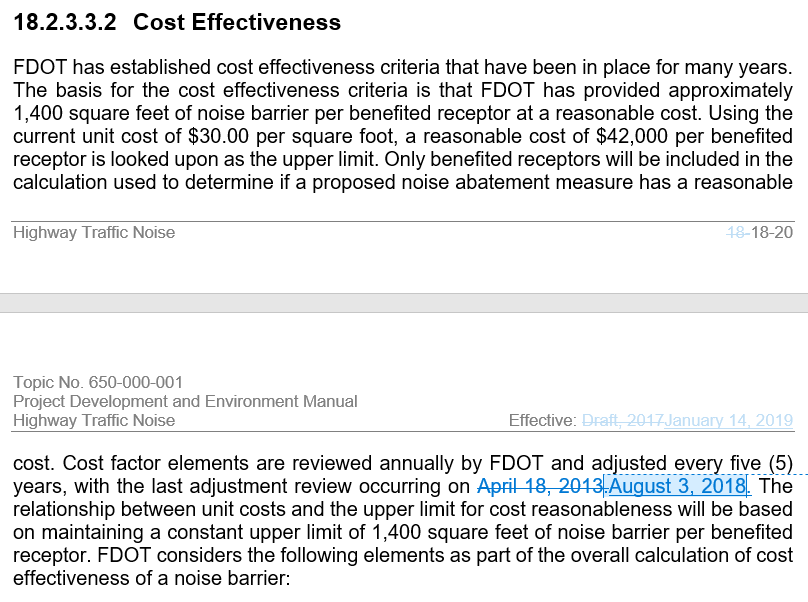 18.2.3.3.2 Cost Effectiveness
FDOT has established cost effectiveness criteria that have been in place for many years.
The basis for the cost effectiveness criteria is that FDOT has provided approximately
1,400 square feet of noise barrier per benefited receptor at a reasonable cost. Using the
current unit cost of $30.00 per square foot, a reasonable cost of $42,000 per benefited
receptor is looked upon as the upper limit. Only benefited receptors will be included in the
calculation used to determine if a proposed noise abatement measure has a reasonable
Highway Traffic Noise 18-18-20
Topic No. 650-000-001
Project Development and Environment Manual
Highway Traffic Noise Effective: Draft, 2017January 14, 2019
cost. Cost factor elements are reviewed annually by FDOT and adjusted every five (5)
years, with the last adjustment review occurring on April 18, 2013.August 3, 2018. The
relationship between unit costs and the upper limit for cost reasonableness will be based
on maintaining a constant upper limit of 1,400 square feet of noise barrier per benefited
receptor. FDOT considers the following elements as part of the overall calculation of cost
effectiveness of a noise barrier: